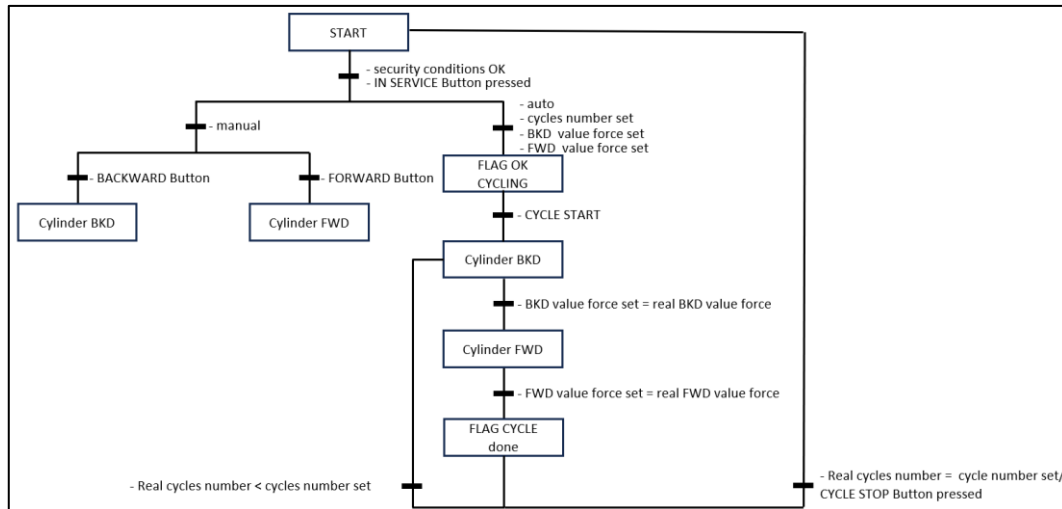 START
- security conditions OK
- IN SERVICE Button pressed
- manual
- auto
- cycles number set
- BKD value force set
- FWD value force set
- BACKWARD Button
- FORWARD Button
FLAG OK
CYCLING
Cylinder BKD
Cylinder FWD
- CYCLE START
Cylinder BKD
- BKD value force set = real BKD value force
Cylinder FWD
- FWD value force set = real FWD value force
FLAG CYCLE
done
- Real cycles number < cycles number set
- Real cycles number = cycle number set/
CYCLE STOP Button pressed